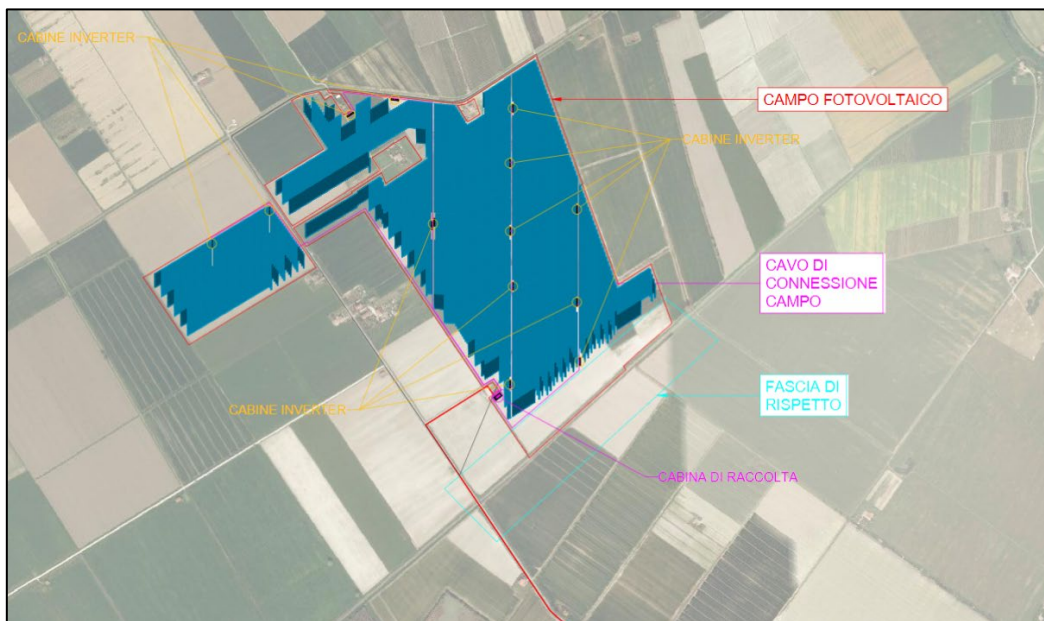 CABINE INVERTER
CAMPO FOTOVOLTAICO
CABINE INVERTER
CAVO DI
CONNESSIONE
CAMPO
FASCIA DI
RISPETTO
CABINE INVERTER
CABINA DI RACCOLTA